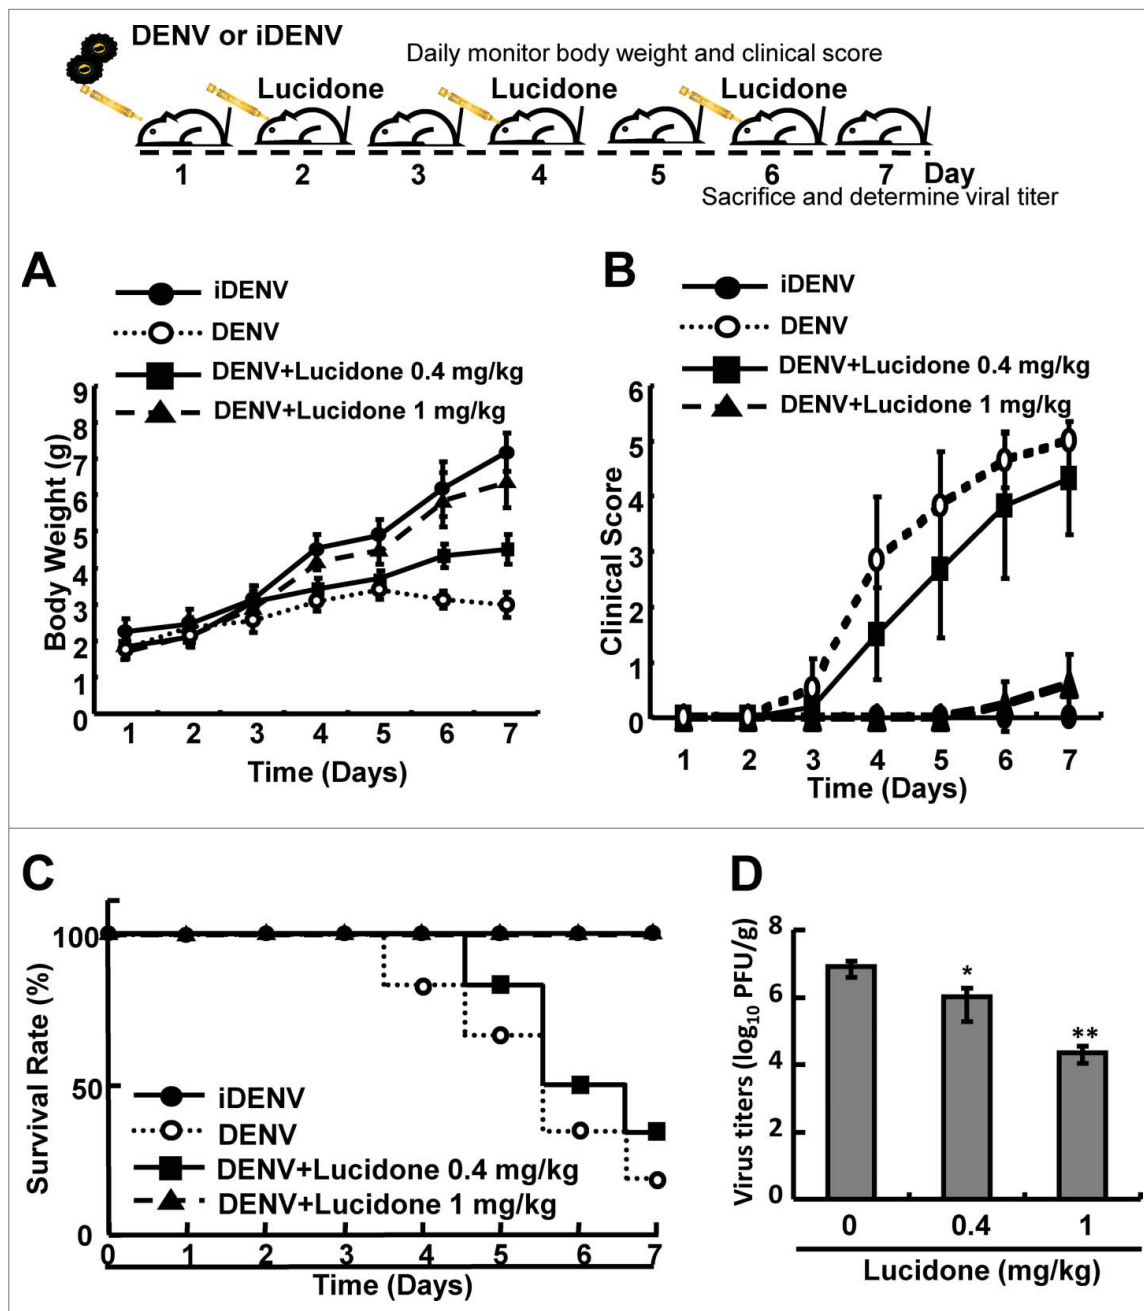 DENV or iDENV
Daily monitor body weight and clinical score
Lucidone Lucidone Lucidone
1 2 3 4 5 6 7 Day
Sacrifice and determine viral titer
A
iDENV
DENV
DENV+Lucidone 0.4 mg/kg
DENV+Lucidone 1 mg/kg
Body Weight (g)
9
8
7
6
5
4
3
2
1
0
1 2 3 4 5 6 7
Time (Days)
B
iDENV
DENV
DENV+Lucidone 0.4 mg/kg
DENV+Lucidone 1 mg/kg
Clinical Score
6
5
4
3
2
1
0
1 2 3 4 5 6 7
Time (Days)
C
Survival Rate (%)
100
50
0
iDENV
DENV
DENV+Lucidone 0.4 mg/kg
DENV+Lucidone 1 mg/kg
0 1 2 3 4 5 6 7
Time (Days)
D
Virus titers (log10 PFU/g)
8
6
4
2
0
*
**
0 0.4 1
Lucidone (mg/kg)